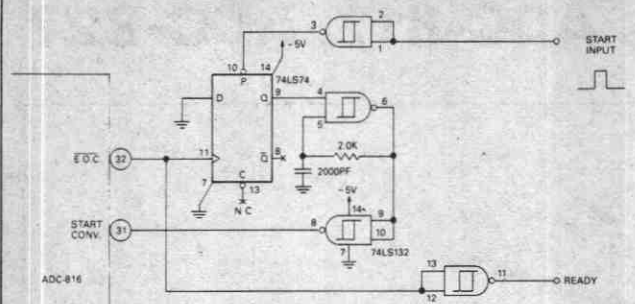 3
2
1
START
INPUT
- 5V
10
14
P
74LS74
D
Q
9
4
6
5
E.O.C.
32
11
Q
8
2.0K
2000PF
7
C
13
N C
- 5V
14
START
CONV.
31
8
9
10
7
74LS132
ADC-816
13
12
11
READY